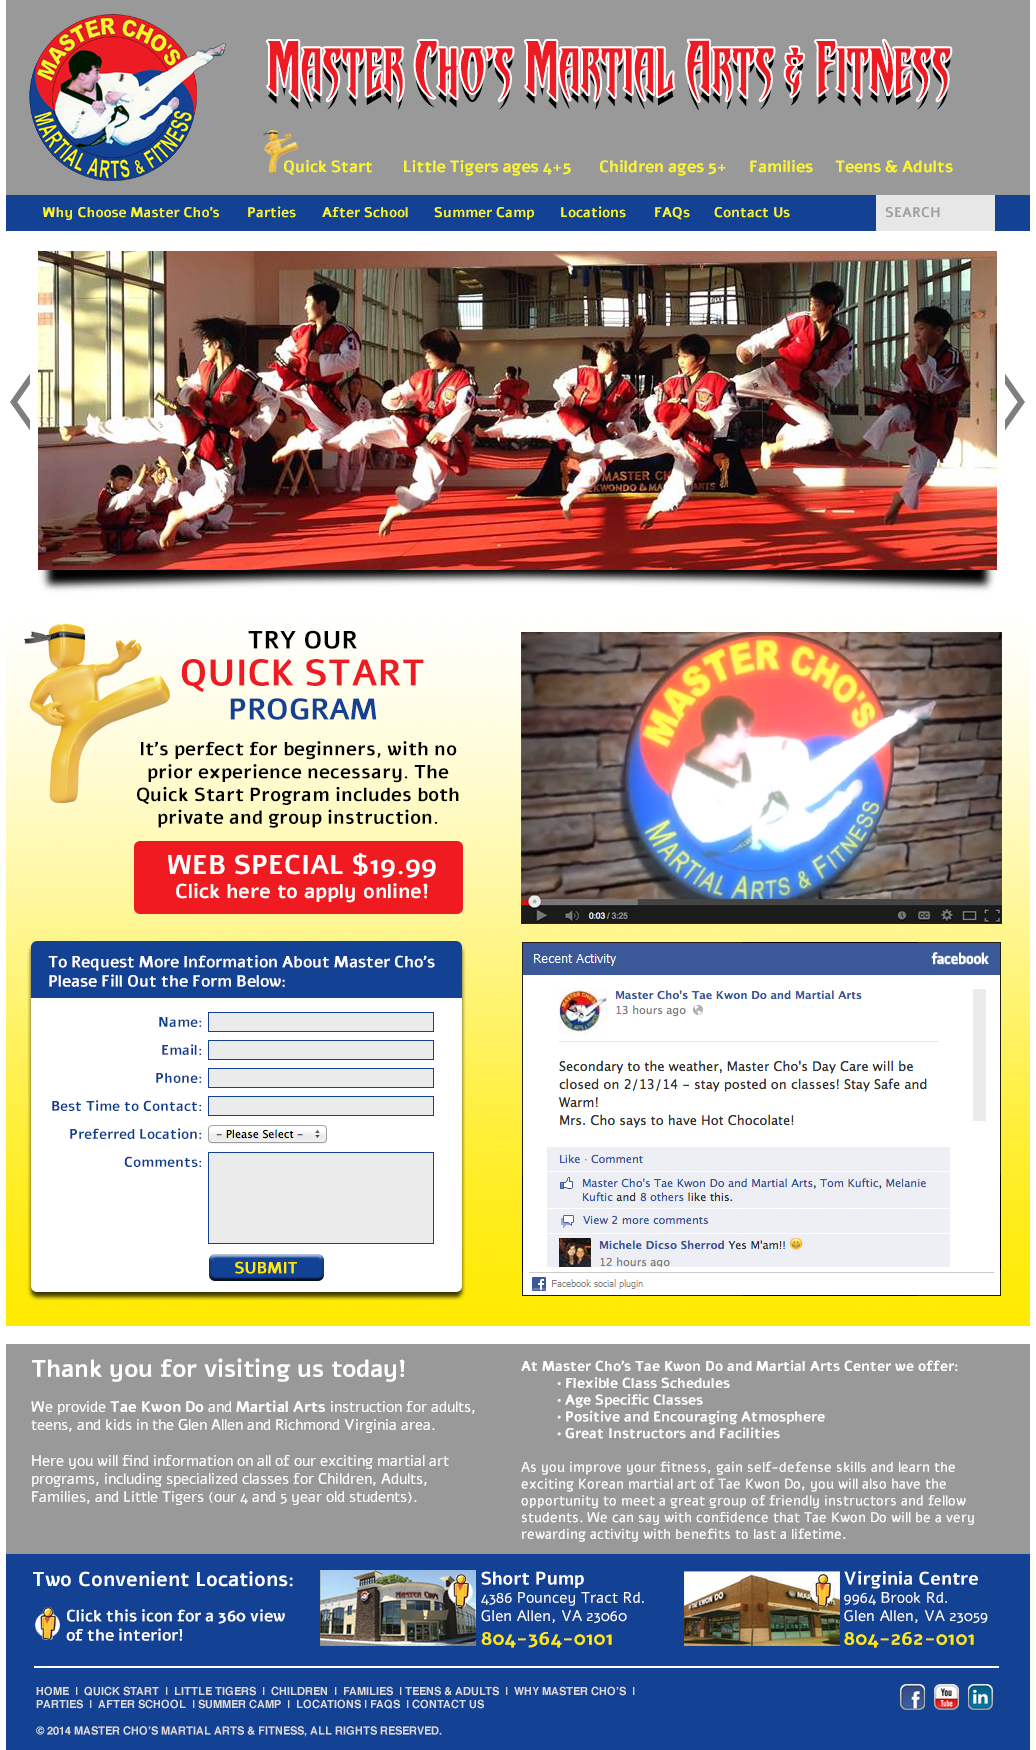 MASTER CHO'S
MARTIAL ARTS & FITNESS
Master Cho's Martial Arts & Fitness
Quick Start Little Tigers ages 4+5 Children ages 5+ Families Teens & Adults
Why Choose Master Cho's Parties After School Summer Camp Locations FAQs Contact Us SEARCH
MASTER CH
EKWONDO & MA ARTS
TRY OUR
QUICK START
PROGRAM
It's perfect for beginners, with no
prior experience necessary. The
Quick Start Program includes both
private and group instruction.
WEB SPECIAL $19.99
Click here to apply online!
MASTER CHO'S
MARTIAL ARTS & FITNESS
0:03 / 3:25
CC
To Request More Information About Master Cho's
Please Fill Out the Form Below:
Name:
Email:
Phone:
Best Time to Contact:
Preferred Location: – Please Select –
Comments:
SUBMIT
Recent Activity facebook
Master Cho's Tae Kwon Do and Martial Arts
13 hours ago
Secondary to the weather, Master Cho's Day Care will be
closed on 2/13/14 – stay posted on classes! Stay Safe and
Warm!
Mrs. Cho says to have Hot Chocolate!
Like · Comment
Master Cho's Tae Kwon Do and Martial Arts, Tom Kuftic, Melanie
Kuftic and 8 others like this.
View 2 more comments
Michele Dicso Sherrod Yes M'am!!
12 hours ago
Facebook social plugin
Thank you for visiting us today!
We provide Tae Kwon Do and Martial Arts instruction for adults,
teens, and kids in the Glen Allen and Richmond Virginia area.
Here you will find information on all of our exciting martial art
programs, including specialized classes for Children, Adults,
Families, and Little Tigers (our 4 and 5 year old students).
At Master Cho's Tae Kwon Do and Martial Arts Center we offer:
• Flexible Class Schedules
• Age Specific Classes
• Positive and Encouraging Atmosphere
• Great Instructors and Facilities
As you improve your fitness, gain self-defense skills and learn the
exciting Korean martial art of Tae Kwon Do, you will also have the
opportunity to meet a great group of friendly instructors and fellow
students. We can say with confidence that Tae Kwon Do will be a very
rewarding activity with benefits to last a lifetime.
Two Convenient Locations:
Click this icon for a 360 view
of the interior!
MASTER CHO'S
Short Pump
4386 Pouncey Tract Rd.
Glen Allen, VA 23060
804-364-0101
KWON DO MAR
Virginia Centre
9964 Brook Rd.
Glen Allen, VA 23059
804-262-0101
HOME | QUICK START | LITTLE TIGERS | CHILDREN | FAMILIES | TEENS & ADULTS | WHY MASTER CHO'S |
PARTIES | AFTER SCHOOL | SUMMER CAMP | LOCATIONS | FAQS | CONTACT US
f You Tube in
© 2014 MASTER CHO'S MARTIAL ARTS & FITNESS, ALL RIGHTS RESERVED.